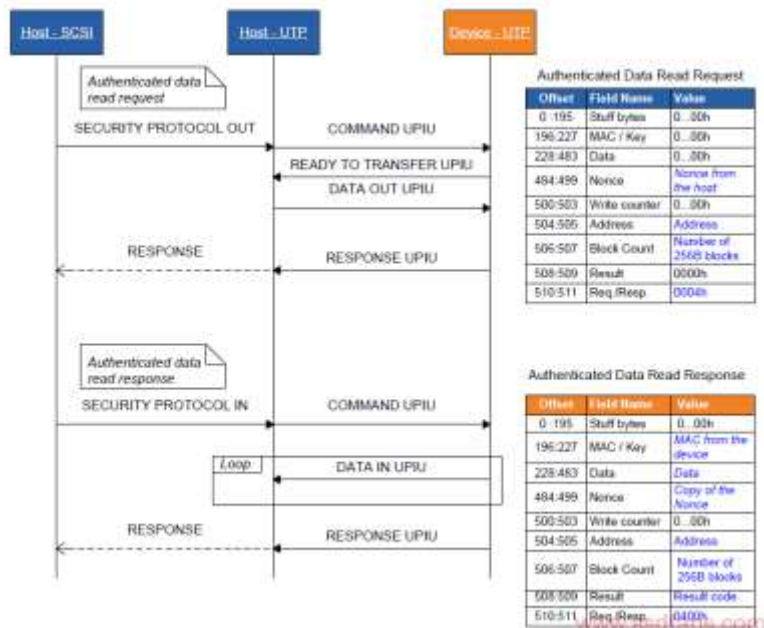 Host - SCSI
Host - UTP
Device - UTP
Authenticated data
read request
SECURITY PROTOCOL OUT
COMMAND UPIU
READY TO TRANSFER UPIU
DATA OUT UPIU
RESPONSE
RESPONSE UPIU
Authenticated data
read response
SECURITY PROTOCOL IN
COMMAND UPIU
Loop
DATA IN UPIU
RESPONSE
RESPONSE UPIU
Authenticated Data Read Request
Offset Field Name Value
0 :195 Stuff bytes 0...00h
196:227 MAC / Key 0...00h
228:483 Data 0...00h
484:499 Nonce Nonce from
the host
500:503 Write counter 0...00h
504:505 Address Address
506:507 Block Count Number of
256B blocks
508:509 Result 0000h
510:511 Req./Resp. 0004h
Authenticated Data Read Response
Offset Field Name Value
0 :195 Stuff bytes 0...00h
196:227 MAC / Key MAC from the
device
228:483 Data Data
484:499 Nonce Copy of the
Nonce
500:503 Write counter 0...00h
504:505 Address Address
506:507 Block Count Number of
256B blocks
508:509 Result Result code
510:511 Req./Resp. 0400h